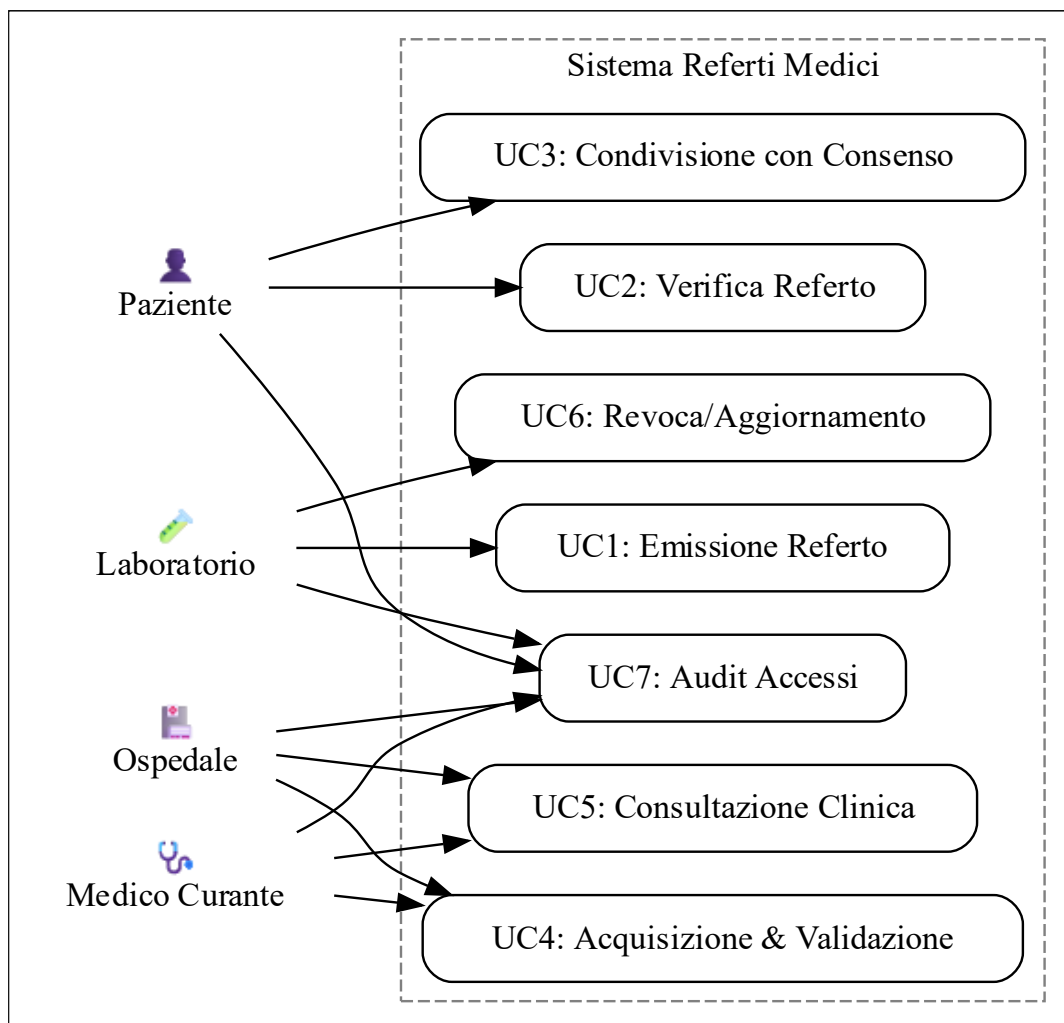 Sistema Referti Medici
UC3: Condivisione con Consenso
UC2: Verifica Referto
Paziente
UC6: Revoca/Aggiornamento
UC1: Emissione Referto
Laboratorio
UC7: Audit Accessi
Ospedale
UC5: Consultazione Clinica
Medico Curante
UC4: Acquisizione & Validazione